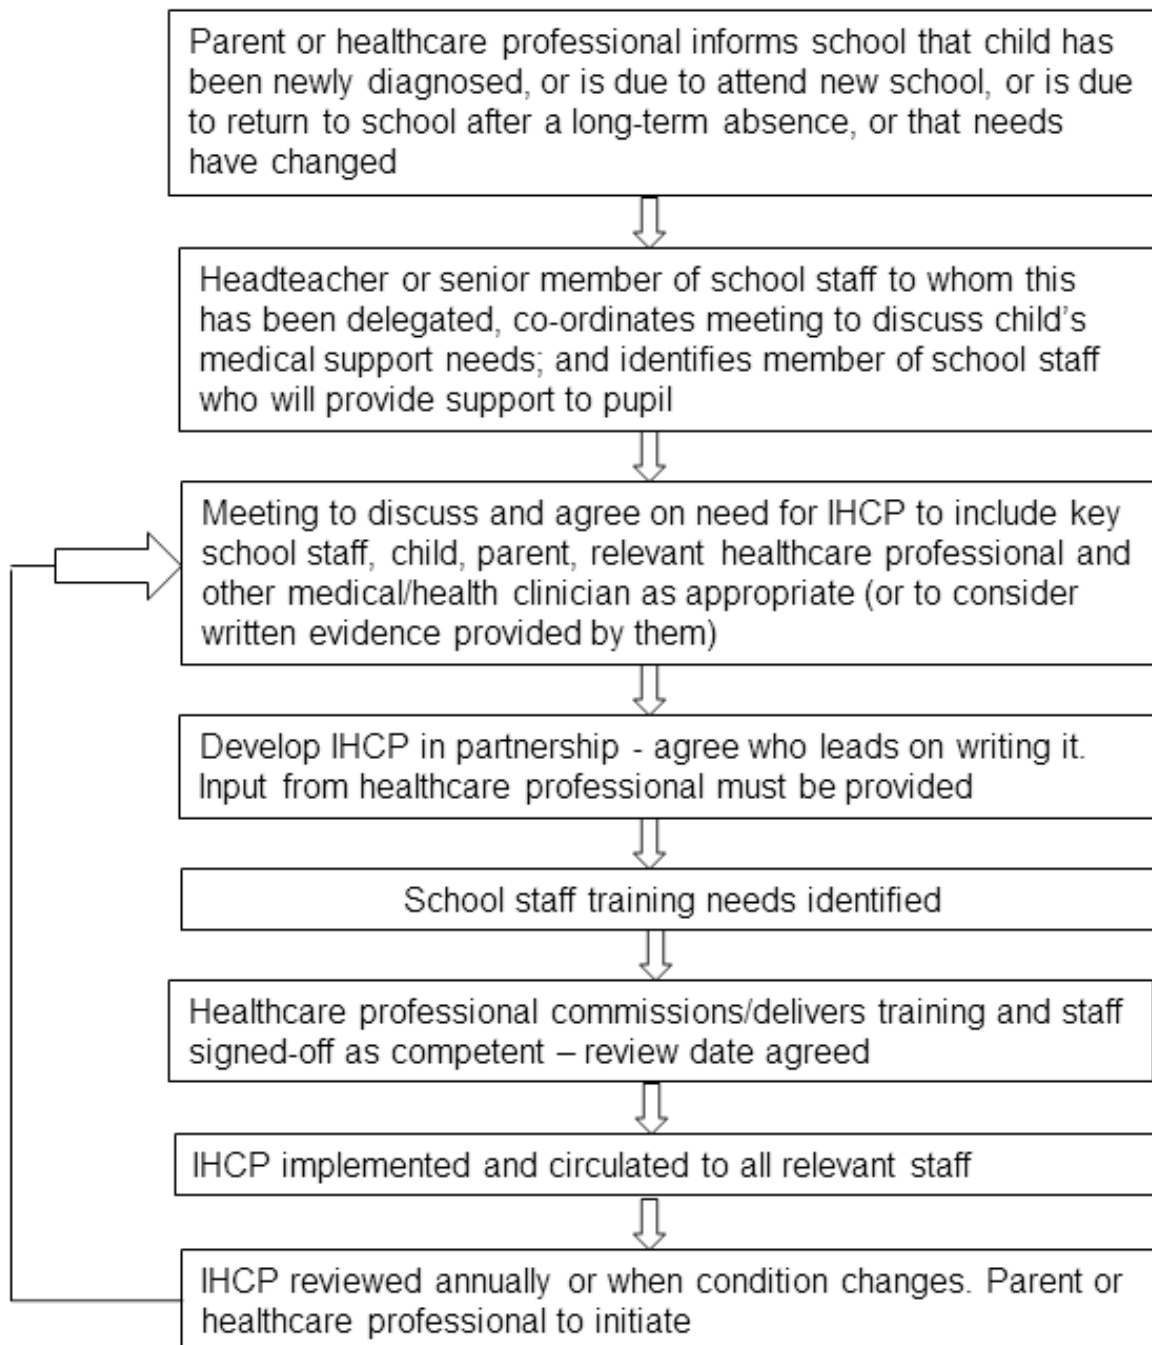 Parent or healthcare professional informs school that child has
been newly diagnosed, or is due to attend new school, or is due
to return to school after a long-term absence, or that needs
have changed
Headteacher or senior member of school staff to whom this
has been delegated, co-ordinates meeting to discuss child's
medical support needs; and identifies member of school staff
who will provide support to pupil
Meeting to discuss and agree on need for IHCP to include key
school staff, child, parent, relevant healthcare professional and
other medical/health clinician as appropriate (or to consider
written evidence provided by them)
Develop IHCP in partnership - agree who leads on writing it.
Input from healthcare professional must be provided
School staff training needs identified
Healthcare professional commissions/delivers training and staff
signed-off as competent – review date agreed
IHCP implemented and circulated to all relevant staff
IHCP reviewed annually or when condition changes. Parent or
healthcare professional to initiate